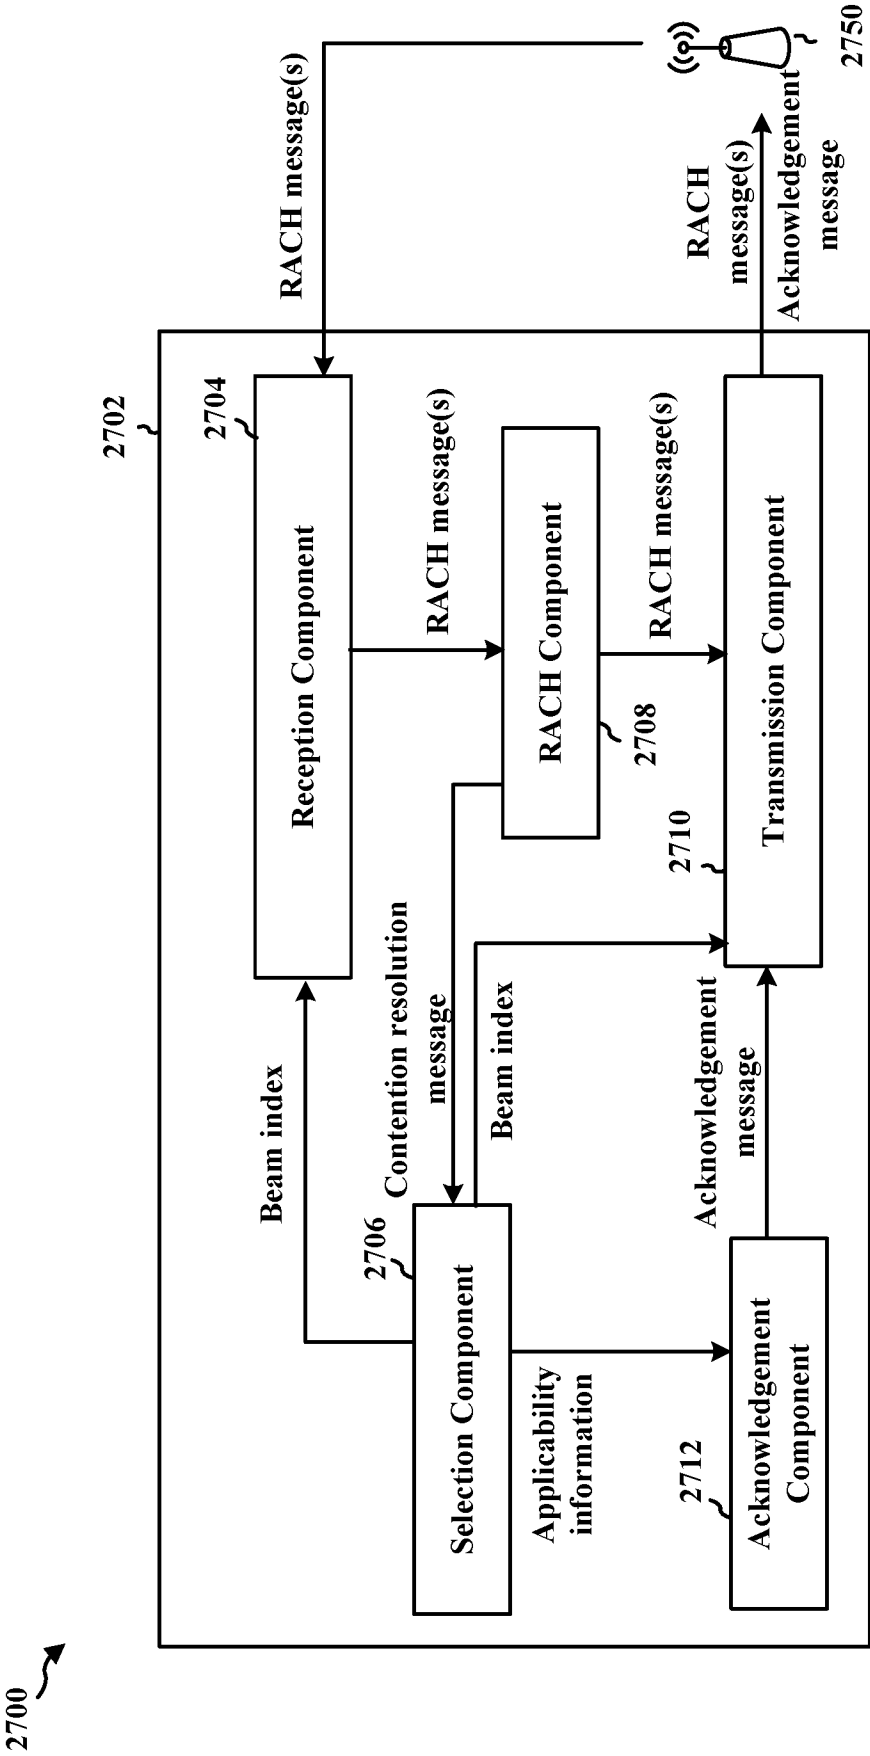 2700
2702
RACH message(s)
2750
Reception Component
2704
Beam index
RACH message(s)
Contention resolution
message
RACH Component
2708
Selection Component
2706
Beam index
RACH message(s)
RACH
message(s)
Acknowledgement
message
Applicability
information
2710
Transmission Component
Acknowledgement
message
2712
Acknowledgement
Component